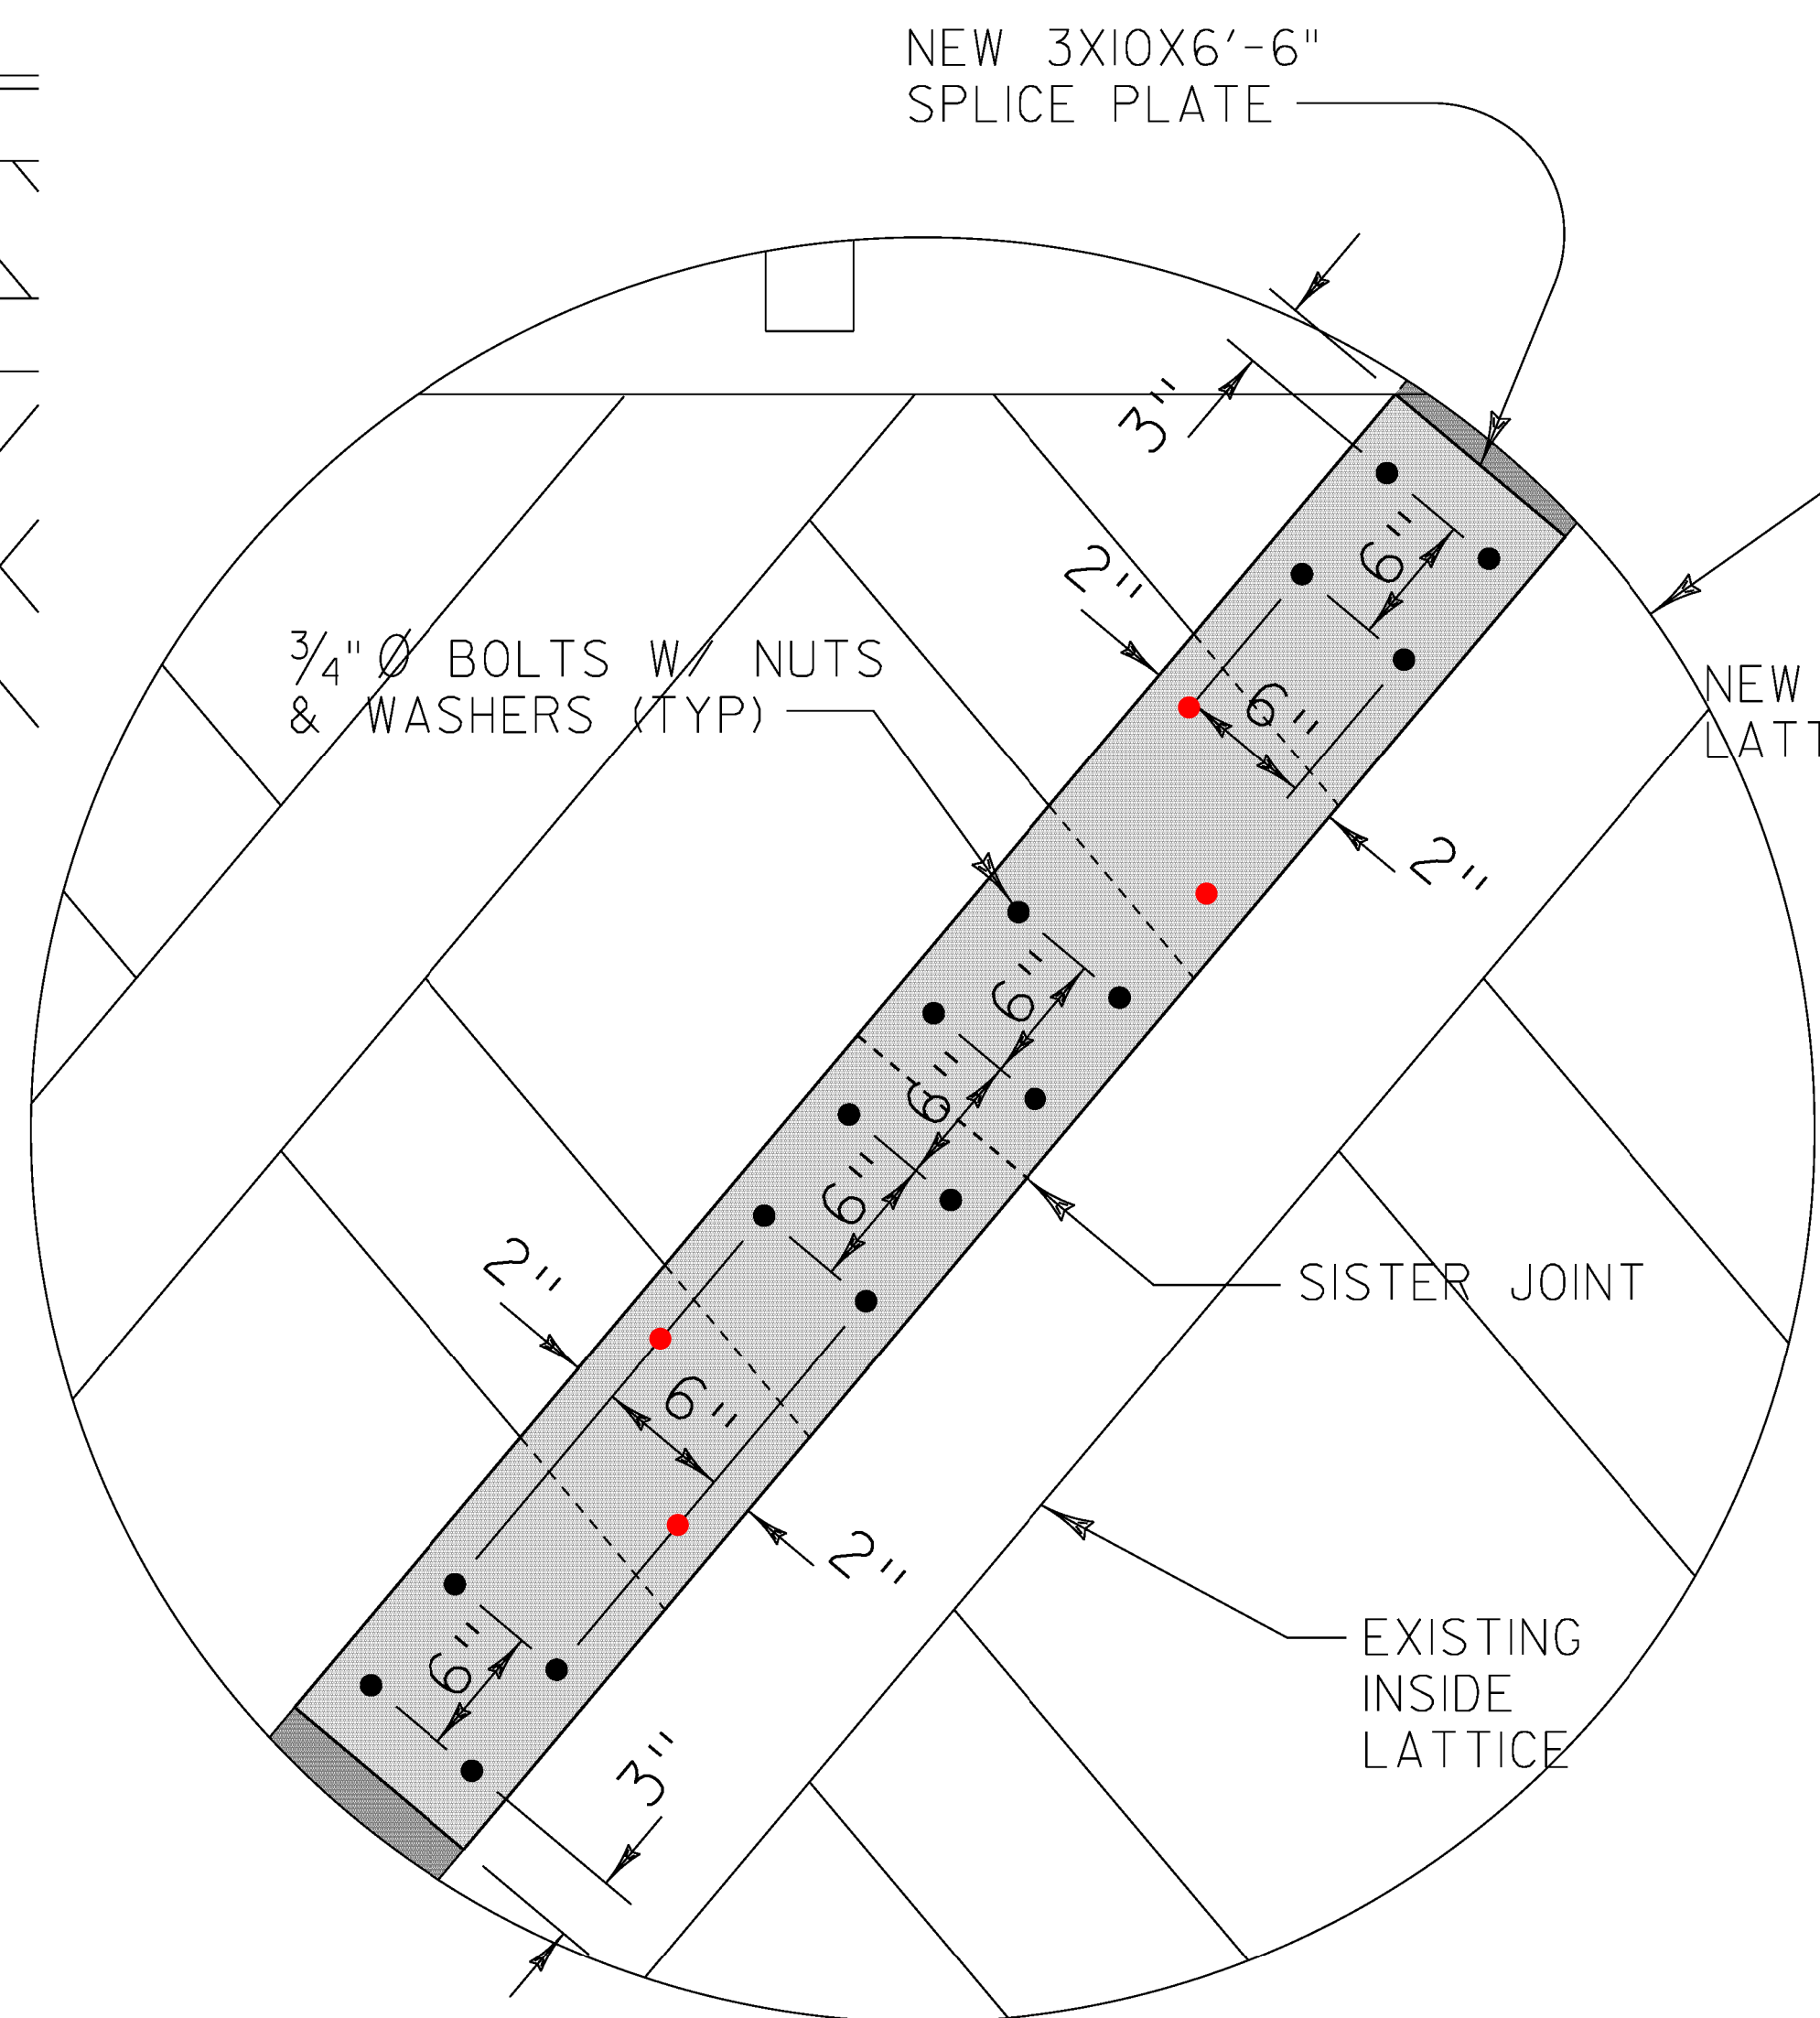 NEW 3X10X6'-6"
SPLICE PLATE
3"
6"
2"
3/4" Ø BOLTS W/ NUTS
& WASHERS (TYP)
6"
NEW
2"
6"
6"
6"
2"
SISTER JOINT
6"
2"
6"
EXISTING
INSIDE
LATTICE
3"